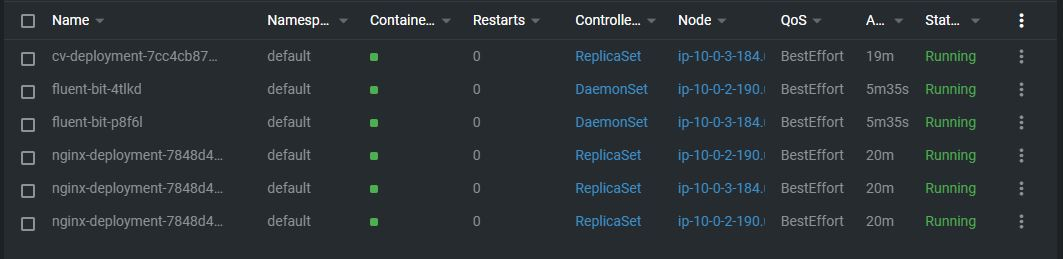 Name Namesp... Containe... Restarts Controlle... Node QoS A... Stat...
cv-deployment-7cc4cb87... default 0 ReplicaSet ip-10-0-3-184. BestEffort 19m Running
fluent-bit-4tlkd default 0 DaemonSet ip-10-0-2-190. BestEffort 5m35s Running
fluent-bit-p8f6l default 0 DaemonSet ip-10-0-3-184. BestEffort 5m35s Running
nginx-deployment-7848d4... default 0 ReplicaSet ip-10-0-2-190. BestEffort 20m Running
nginx-deployment-7848d4... default 0 ReplicaSet ip-10-0-3-184. BestEffort 20m Running
nginx-deployment-7848d4... default 0 ReplicaSet ip-10-0-2-190. BestEffort 20m Running